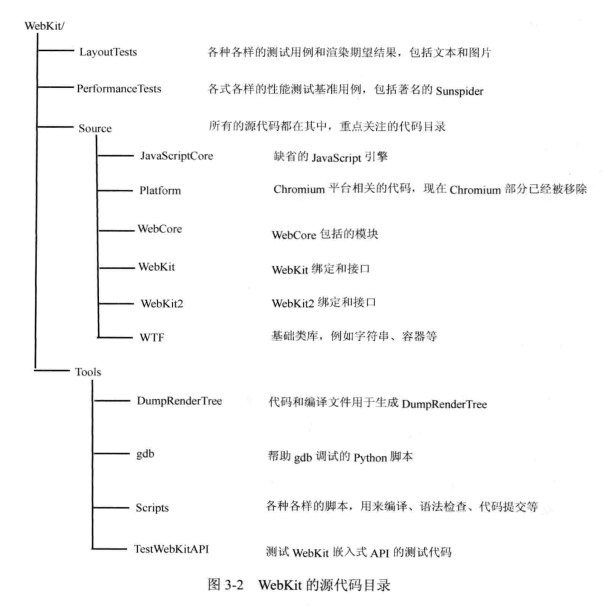 WebKit/
LayoutTests 各种各样的测试用例和渲染期望结果，包括文本和图片
PerformanceTests 各式各样的性能测试基准用例，包括著名的 Sunspider
Source 所有的源代码都在其中，重点关注的代码目录
JavaScriptCore 缺省的 JavaScript 引擎
Platform Chromium 平台相关的代码，现在 Chromium 部分已经被移除
WebCore WebCore 包括的模块
WebKit WebKit 绑定和接口
WebKit2 WebKit2 绑定和接口
WTF 基础类库，例如字符串、容器等
Tools
DumpRenderTree 代码和编译文件用于生成 DumpRenderTree
gdb 帮助 gdb 调试的 Python 脚本
Scripts 各种各样的脚本，用来编译、语法检查、代码提交等
TestWebKitAPI 测试 WebKit 嵌入式 API 的测试代码
图 3-2 WebKit 的源代码目录